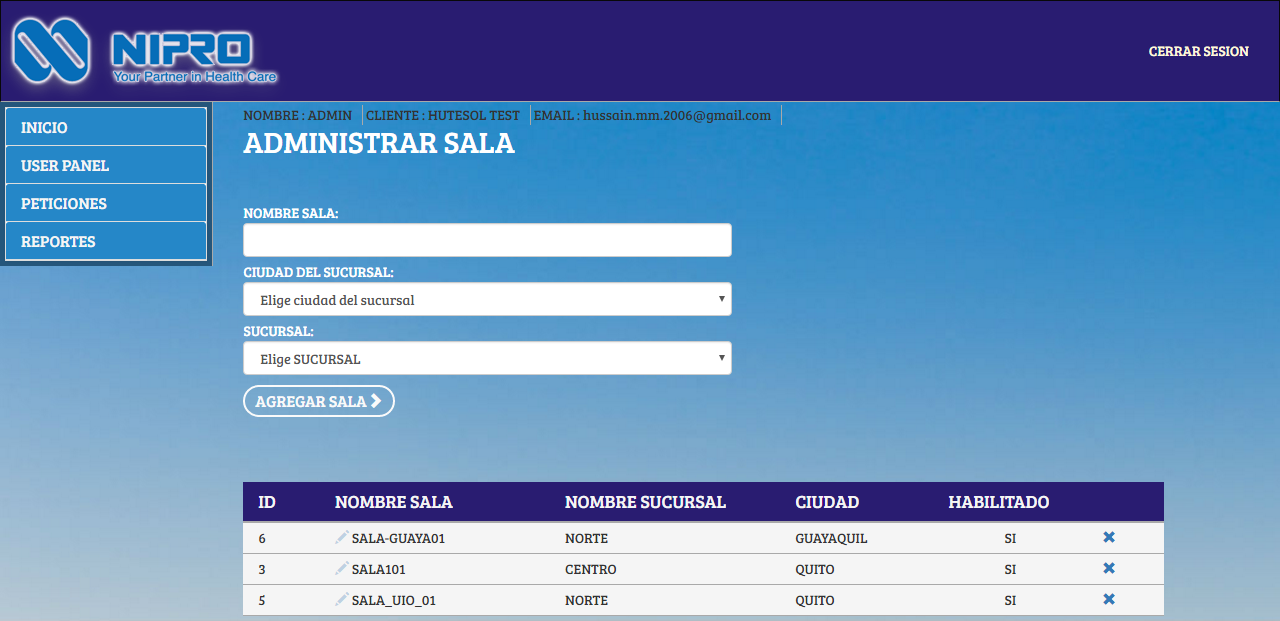 NIPRO
Your Partner in Health Care
CERRAR SESION
INICIO
USER PANEL
PETICIONES
REPORTES
NOMBRE : ADMIN CLIENTE : HUTESOL TEST EMAIL : hussain.mm.2006@gmail.com
ADMINISTRAR SALA
NOMBRE SALA:
CIUDAD DEL SUCURSAL:
Elige ciudad del sucursal
SUCURSAL:
Elige SUCURSAL
AGREGAR SALA
ID NOMBRE SALA NOMBRE SUCURSAL CIUDAD HABILITADO
6 SALA-GUAYA01 NORTE GUAYAQUIL SI
3 SALA101 CENTRO QUITO SI
5 SALA_UIO_01 NORTE QUITO SI